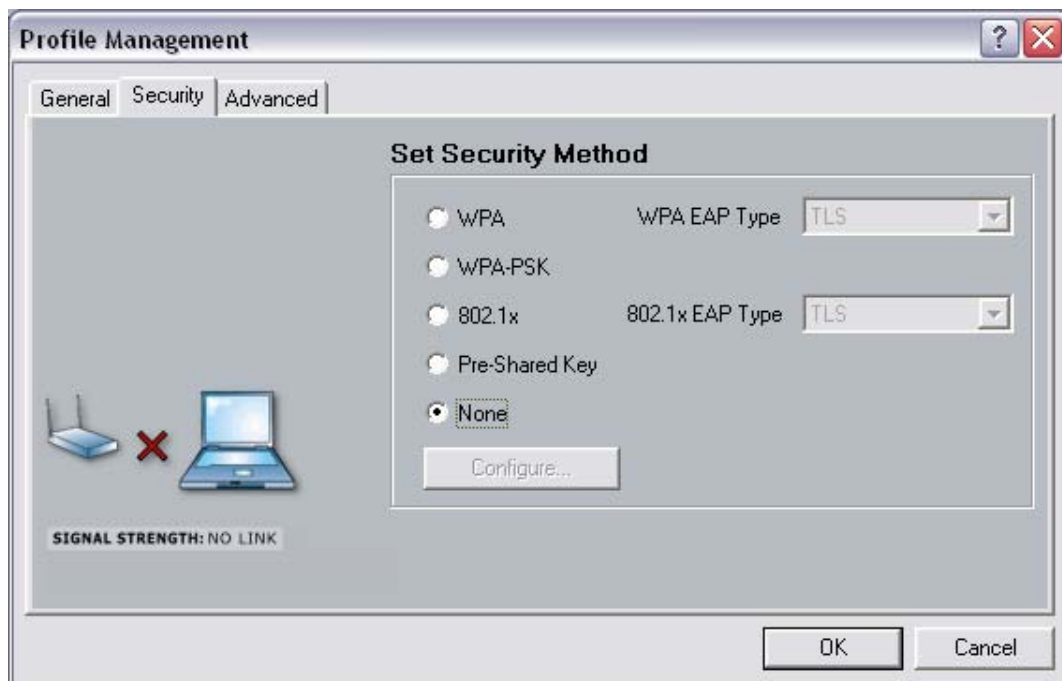 Profile Management
General Security Advanced
Set Security Method
WPA WPA EAP Type TLS
WPA-PSK
802.1x 802.1x EAP Type TLS
Pre-Shared Key
None
Configure...
SIGNAL STRENGTH: NO LINK
OK Cancel